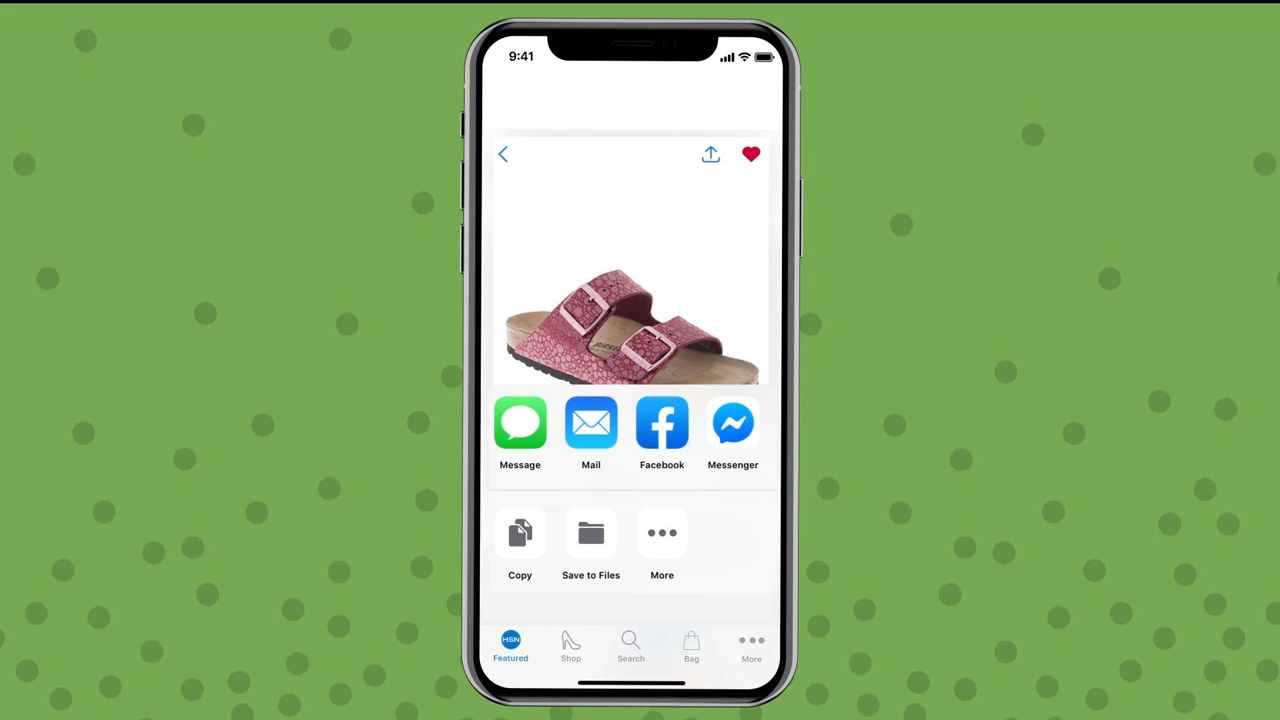 9:41
Message Mail Facebook Messenger
Copy Save to Files More
HSN
Featured Shop Search Bag More